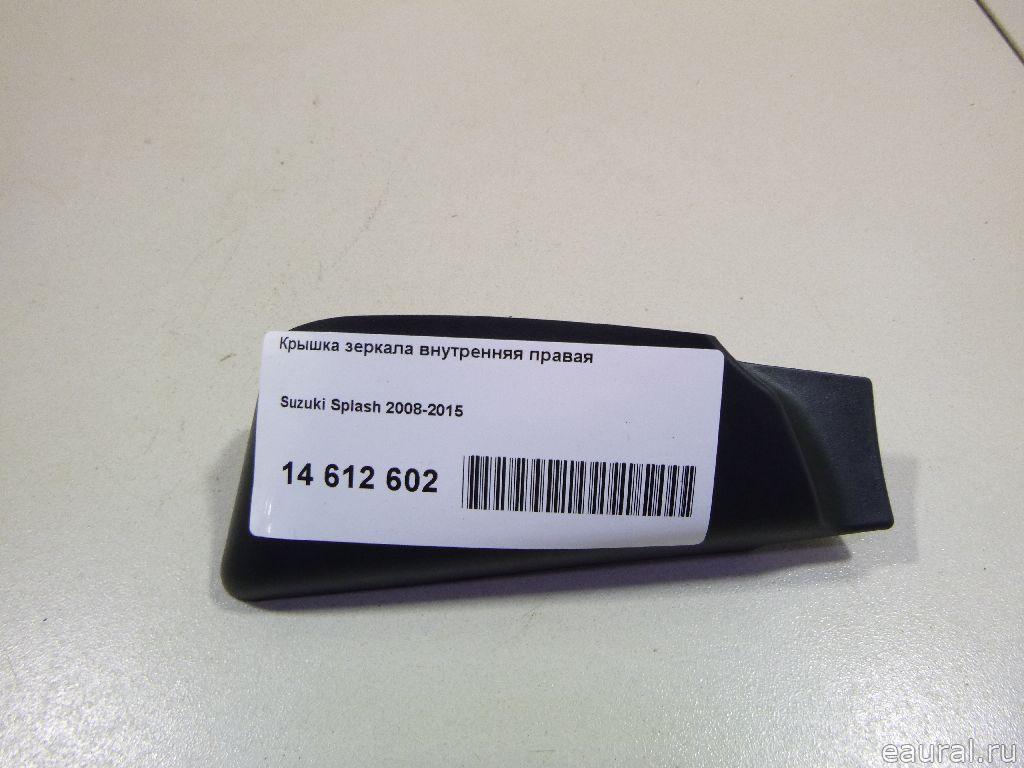 Крышка зеркала внутренняя правая
Suzuki Splash 2008-2015
14 612 602
eaural.ru